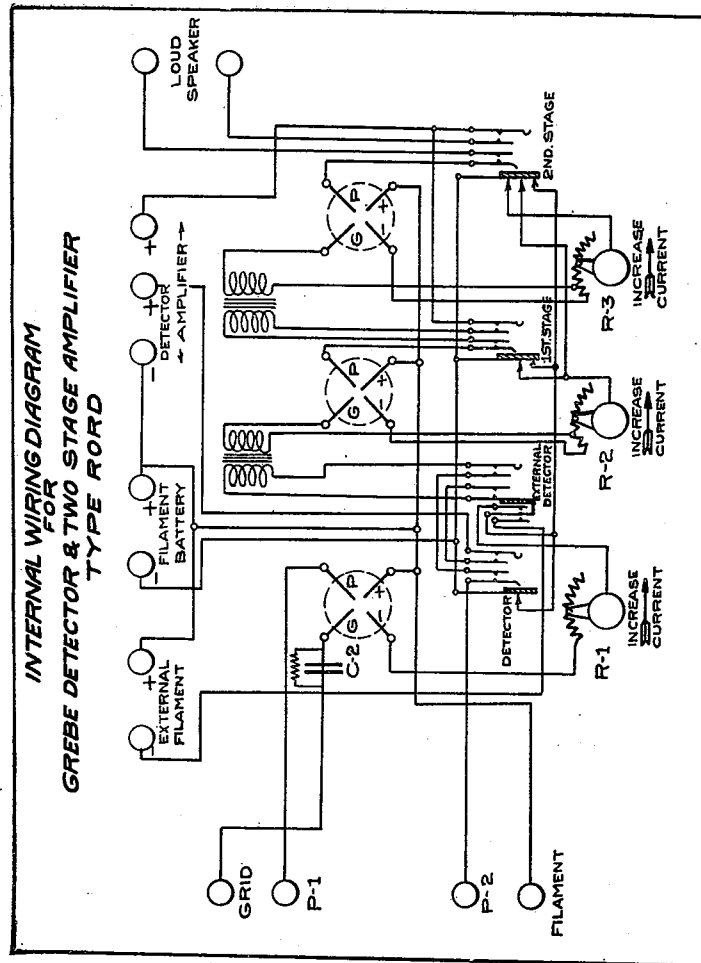 INTERNAL WIRING DIAGRAM
FOR
GREBE DETECTOR & TWO STAGE AMPLIFIER
TYPE RORD
- +
EXTERNAL
FILAMENT
- +
FILAMENT
BATTERY
- + +
DETECTOR
← AMPLIFIER →
LOUD
SPEAKER
GRID
P-1
P-2
FILAMENT
C-2
G P
- +
G P
- +
G P
- +
DETECTOR
EXTERNAL
DETECTOR
1ST. STAGE
2ND. STAGE
R-1
INCREASE
CURRENT
R-2
INCREASE
CURRENT
R-3
INCREASE
CURRENT